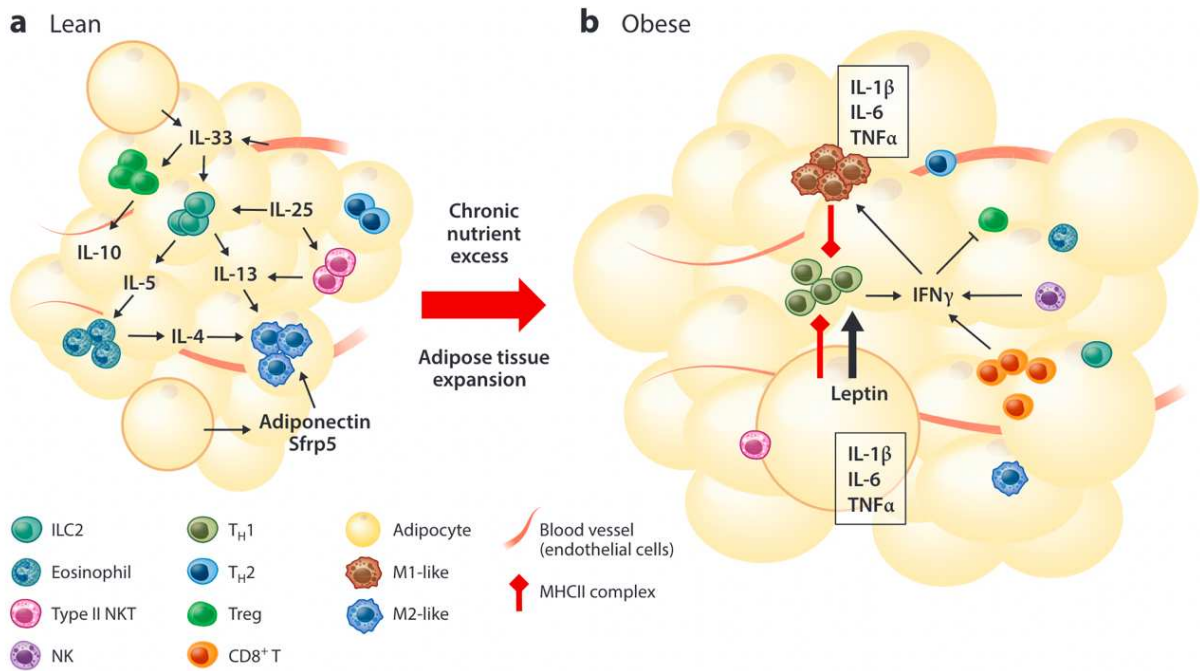 a Lean
IL-33
IL-25
IL-10
IL-5
IL-13
IL-4
Adiponectin
Sfrp5
Chronic
nutrient
excess
Adipose tissue
expansion
b Obese
IL-1β
IL-6
TNFα
IFNγ
Leptin
IL-1β
IL-6
TNFα
ILC2
Eosinophil
Type II NKT
NK
TH1
TH2
Treg
CD8+ T
Adipocyte
M1-like
M2-like
Blood vessel
(endothelial cells)
MHCII complex